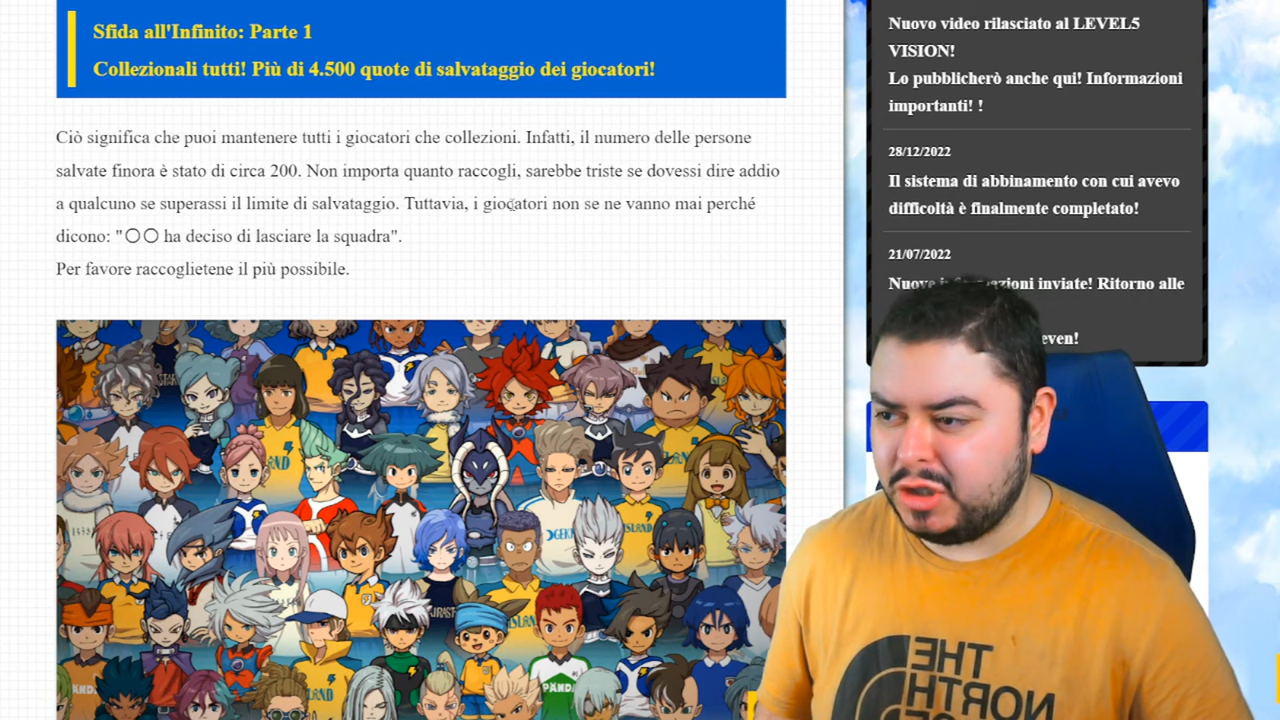 Sfida all'Infinito: Parte 1
Collezionali tutti! Più di 4.500 quote di salvataggio dei giocatori!
Ciò significa che puoi mantenere tutti i giocatori che collezioni. Infatti, il numero delle persone
salvate finora è stato di circa 200. Non importa quanto raccogli, sarebbe triste se dovessi dire addio
a qualcuno se superassi il limite di salvataggio. Tuttavia, i giocatori non se ne vanno mai perché
dicono: "〇〇 ha deciso di lasciare la squadra".
Per favore raccoglietene il più possibile.
Nuovo video rilasciato al LEVEL5
VISION!
Lo pubblicherò anche qui! Informazioni
importanti! !
28/12/2022
Il sistema di abbinamento con cui avevo
difficoltà è finalmente completato!
21/07/2022
inviate! Ritorno alle
THE
NORTH